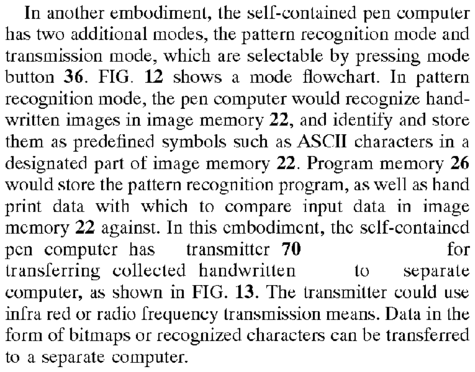 In another embodiment, the self-contained pen computer
has two additional modes, the pattern recognition mode and
transmission mode, which are selectable by pressing mode
button 36. FIG. 12 shows a mode flowchart. In pattern
recognition mode, the pen computer would recognize hand-
written images in image memory 22, and identify and store
them as predefined symbols such as ASCII characters in a
designated part of image memory 22. Program memory 26
would store the pattern recognition program, as well as hand
print data with which to compare input data in image
memory 22 against. In this embodiment, the self-contained
pen computer has transmitter 70 for
transferring collected handwritten to separate
computer, as shown in FIG. 13. The transmitter could use
infra red or radio frequency transmission means. Data in the
form of bitmaps or recognized characters can be transferred
to a separate computer.